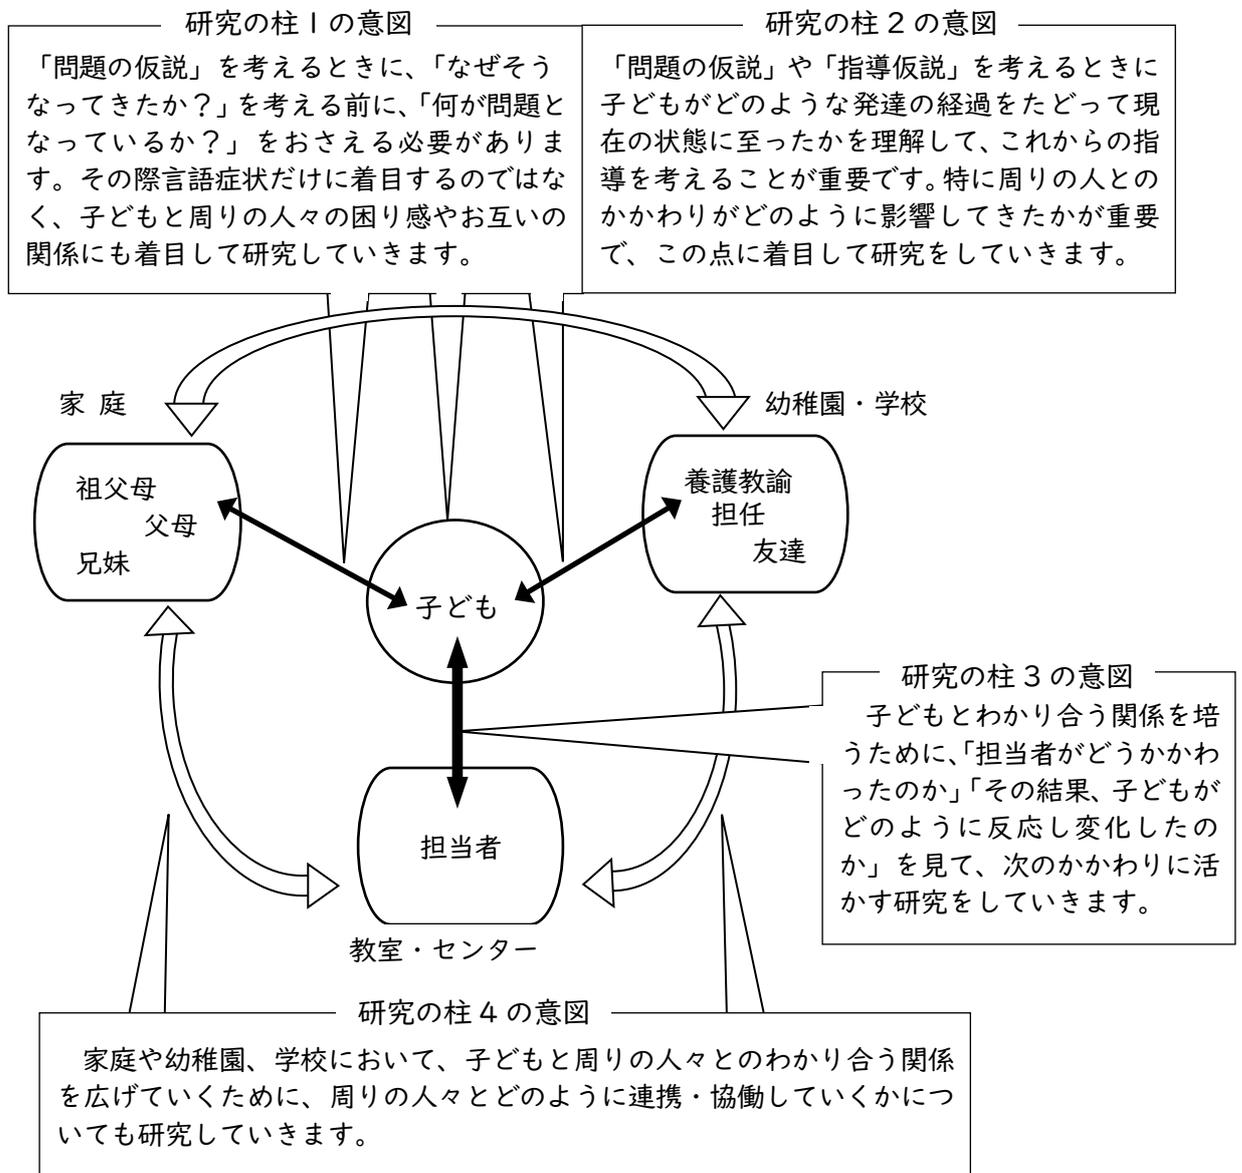 研究の柱1の意図
「問題の仮説」を考えるときに、「なぜそう
なってきたか？」を考える前に、「何が問題と
なっているか？」をおさえる必要がありま
す。その際言語症状だけに着目するのではな
く、子どもと周りの人々の困り感やお互いの
関係にも着目して研究していきます。
研究の柱2の意図
「問題の仮説」や「指導仮説」を考えるときに
子どもがどのような発達の経過をたどって現
在の状態に至ったかを理解して、これからの指
導を考えることが重要です。特に周りの人との
かかわりがどのように影響してきたかが重要
で、この点に着目して研究をしていきます。
家 庭
幼稚園・学校
祖父母
父母
兄妹
養護教諭
担任
友達
子ども
研究の柱3の意図
子どもとわかり合う関係を培
うために、「担当者がどうかかわ
ったのか」「その結果、子どもが
どのように反応し変化したの
か」を見て、次のかかわりに活
かす研究をしていきます。
担当者
教室・センター
研究の柱4の意図
家庭や幼稚園、学校において、子どもと周りの人々とのわかり合う関係
を広げていくために、周りの人々とどのように連携・協働していくかにつ
いても研究していきます。